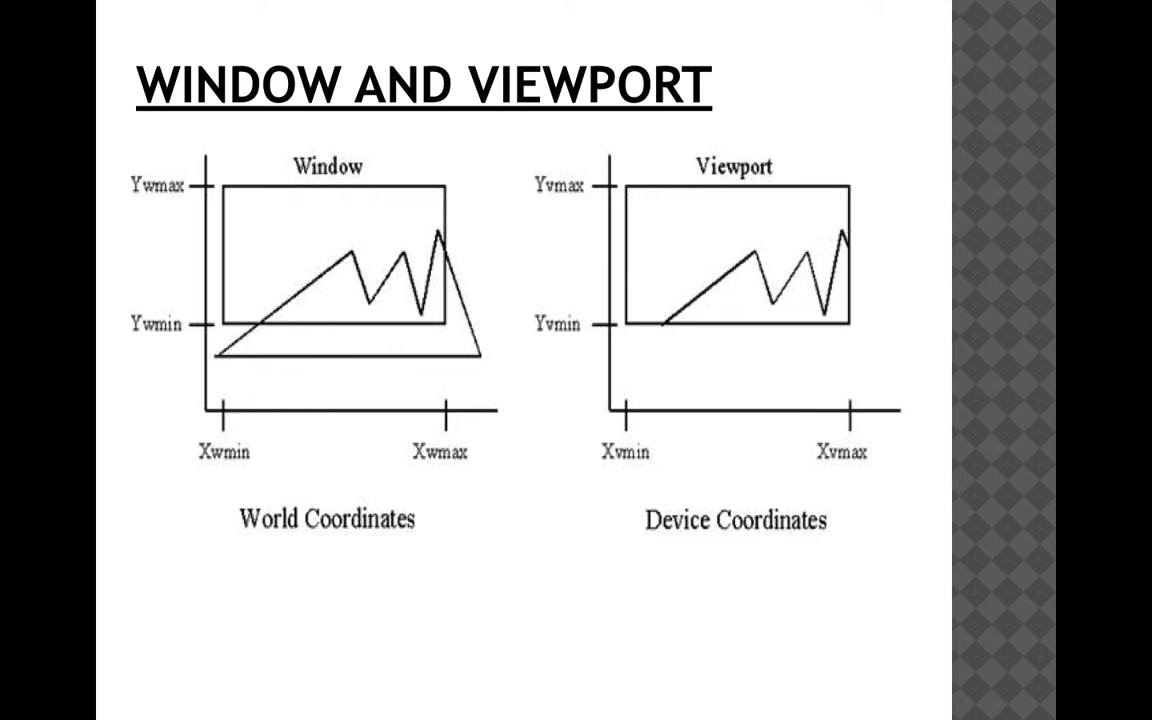 WINDOW AND VIEWPORT
Window
Viewport
Ywmax
Yvmax
Ywmin
Yvmin
Xwmin
Xwmax
Xvmin
Xvmax
World Coordinates
Device Coordinates